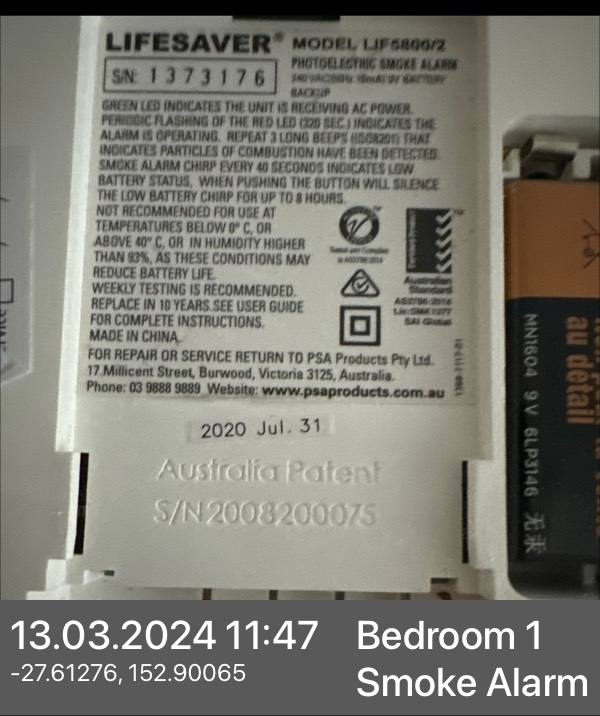 LIFESAVER® MODEL LIF5800/2
PHOTOELECTRIC SMOKE ALARM
S/N: 1373176
240VAC/50Hz 10mA/ 9V BATTERY
BACKUP
GREEN LED INDICATES THE UNIT IS RECEIVING AC POWER.
PERIODIC FLASHING OF THE RED LED (320 SEC.) INDICATES THE
ALARM IS OPERATING. REPEAT 3 LONG BEEPS (ISO8201) THAT
INDICATES PARTICLES OF COMBUSTION HAVE BEEN DETECTED.
SMOKE ALARM CHIRP EVERY 40 SECONDS INDICATES LOW
BATTERY STATUS, WHEN PUSHING THE BUTTON WILL SILENCE
THE LOW BATTERY CHIRP FOR UP TO 8 HOURS.
NOT RECOMMENDED FOR USE AT
TEMPERATURES BELOW 0° C, OR
ABOVE 40° C, OR IN HUMIDITY HIGHER
THAN 93%, AS THESE CONDITIONS MAY
REDUCE BATTERY LIFE.
WEEKLY TESTING IS RECOMMENDED.
REPLACE IN 10 YEARS.SEE USER GUIDE
FOR COMPLETE INSTRUCTIONS.
MADE IN CHINA.
Australian
Standard
AS3786:2014
SAI Global
FOR REPAIR OR SERVICE RETURN TO PSA Products Pty Ltd.
17 Millicent Street, Burwood, Victoria 3125, Australia.
Phone: 03 9888 9889 Website: www.psaproducts.com.au
2020 Jul. 31
Australia Patent
S/N2008200075
au détail
MN1604 9V 6LP3146
13.03.2024 11:47
-27.61276, 152.90065
Bedroom 1
Smoke Alarm